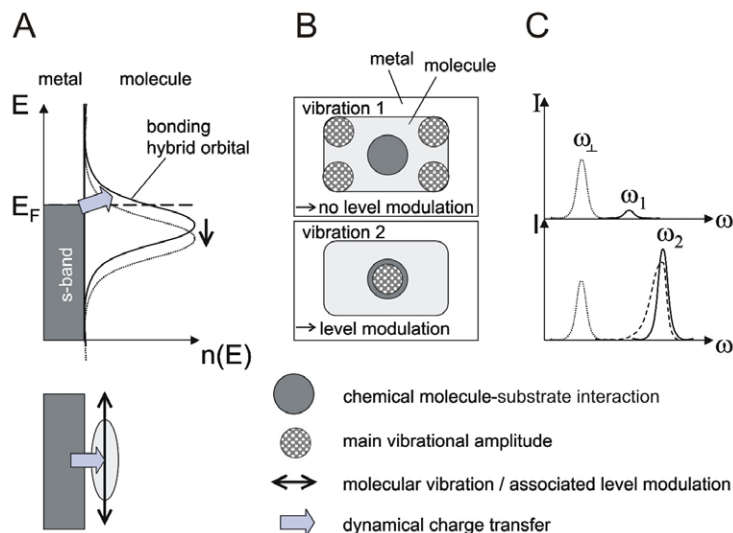 A
B
C
metal molecule
metal
molecule
E
bonding
hybrid orbital
E_F
s-band
n(E)
vibration 1
→ no level modulation
vibration 2
→ level modulation
I
ω⊥
ω₁
ω
I
ω₂
ω
chemical molecule-substrate interaction
main vibrational amplitude
molecular vibration / associated level modulation
dynamical charge transfer